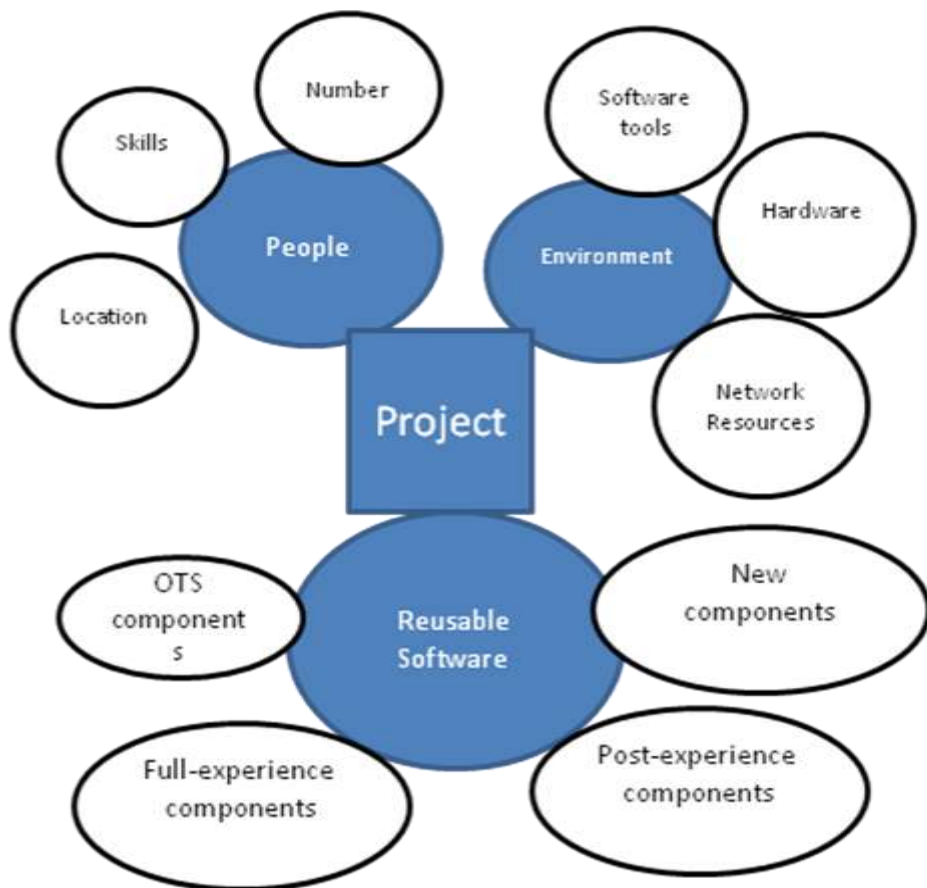 Number
Skills
Software
tools
Hardware
People
Environment
Location
Network
Resources
Project
OTS
component
s
New
components
Reusable
Software
Full-experience
components
Post-experience
components